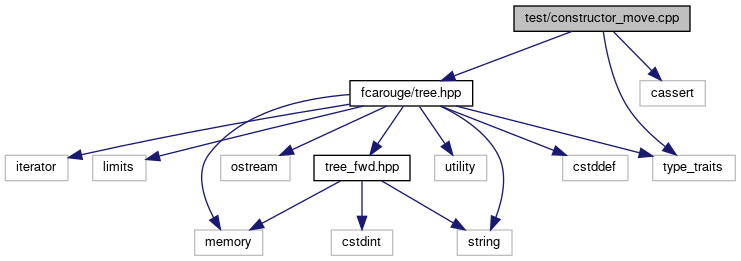 test/constructor_move.cpp
fcarouge/tree.hpp
cassert
iterator
limits
ostream
tree_fwd.hpp
utility
cstddef
type_traits
memory
cstdint
string